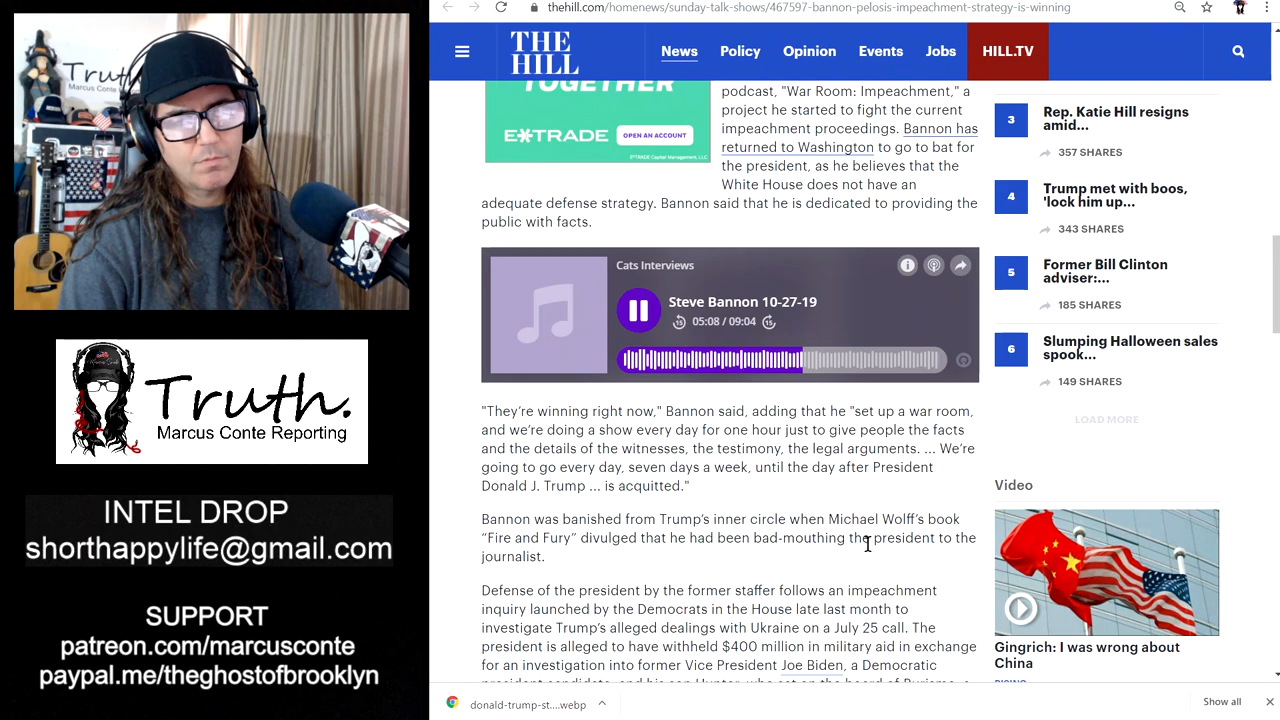 Truth.
Marcus Conte Reporting
Truth.
Marcus Conte Reporting
INTEL DROP
shorthappylife@gmail.com
SUPPORT
patreon.com/marcusconte
paypal.me/theghostofbrooklyn
thehill.com/homenews/sunday-talk-shows/467597-bannon-pelosis-impeachment-strategy-is-winning
THE HILL
News Policy Opinion Events Jobs HILL.TV
TOGETHER
E*TRADE OPEN AN ACCOUNT
E*TRADE Capital Management, LLC
podcast, "War Room: Impeachment," a
project he started to fight the current
impeachment proceedings. Bannon has
returned to Washington to go to bat for
the president, as he believes that the
White House does not have an
adequate defense strategy. Bannon said that he is dedicated to providing the
public with facts.
Cats Interviews
Steve Bannon 10-27-19
15 05:08 / 09:04 15
"They're winning right now," Bannon said, adding that he "set up a war room,
and we're doing a show every day for one hour just to give people the facts
and the details of the witnesses, the testimony, the legal arguments. ... We're
going to go every day, seven days a week, until the day after President
Donald J. Trump ... is acquitted."
Bannon was banished from Trump's inner circle when Michael Wolff's book
“Fire and Fury” divulged that he had been bad-mouthing the president to the
journalist.
Defense of the president by the former staffer follows an impeachment
inquiry launched by the Democrats in the House late last month to
investigate Trump's alleged dealings with Ukraine on a July 25 call. The
president is alleged to have withheld $400 million in military aid in exchange
for an investigation into former Vice President Joe Biden, a Democratic
3 Rep. Katie Hill resigns
amid...
357 SHARES
4 Trump met with boos,
'lock him up...
343 SHARES
5 Former Bill Clinton
adviser:...
185 SHARES
6 Slumping Halloween sales
spook...
149 SHARES
LOAD MORE
Video
Gingrich: I was wrong about
China
RISING
donald-trump-st....webp
Show all